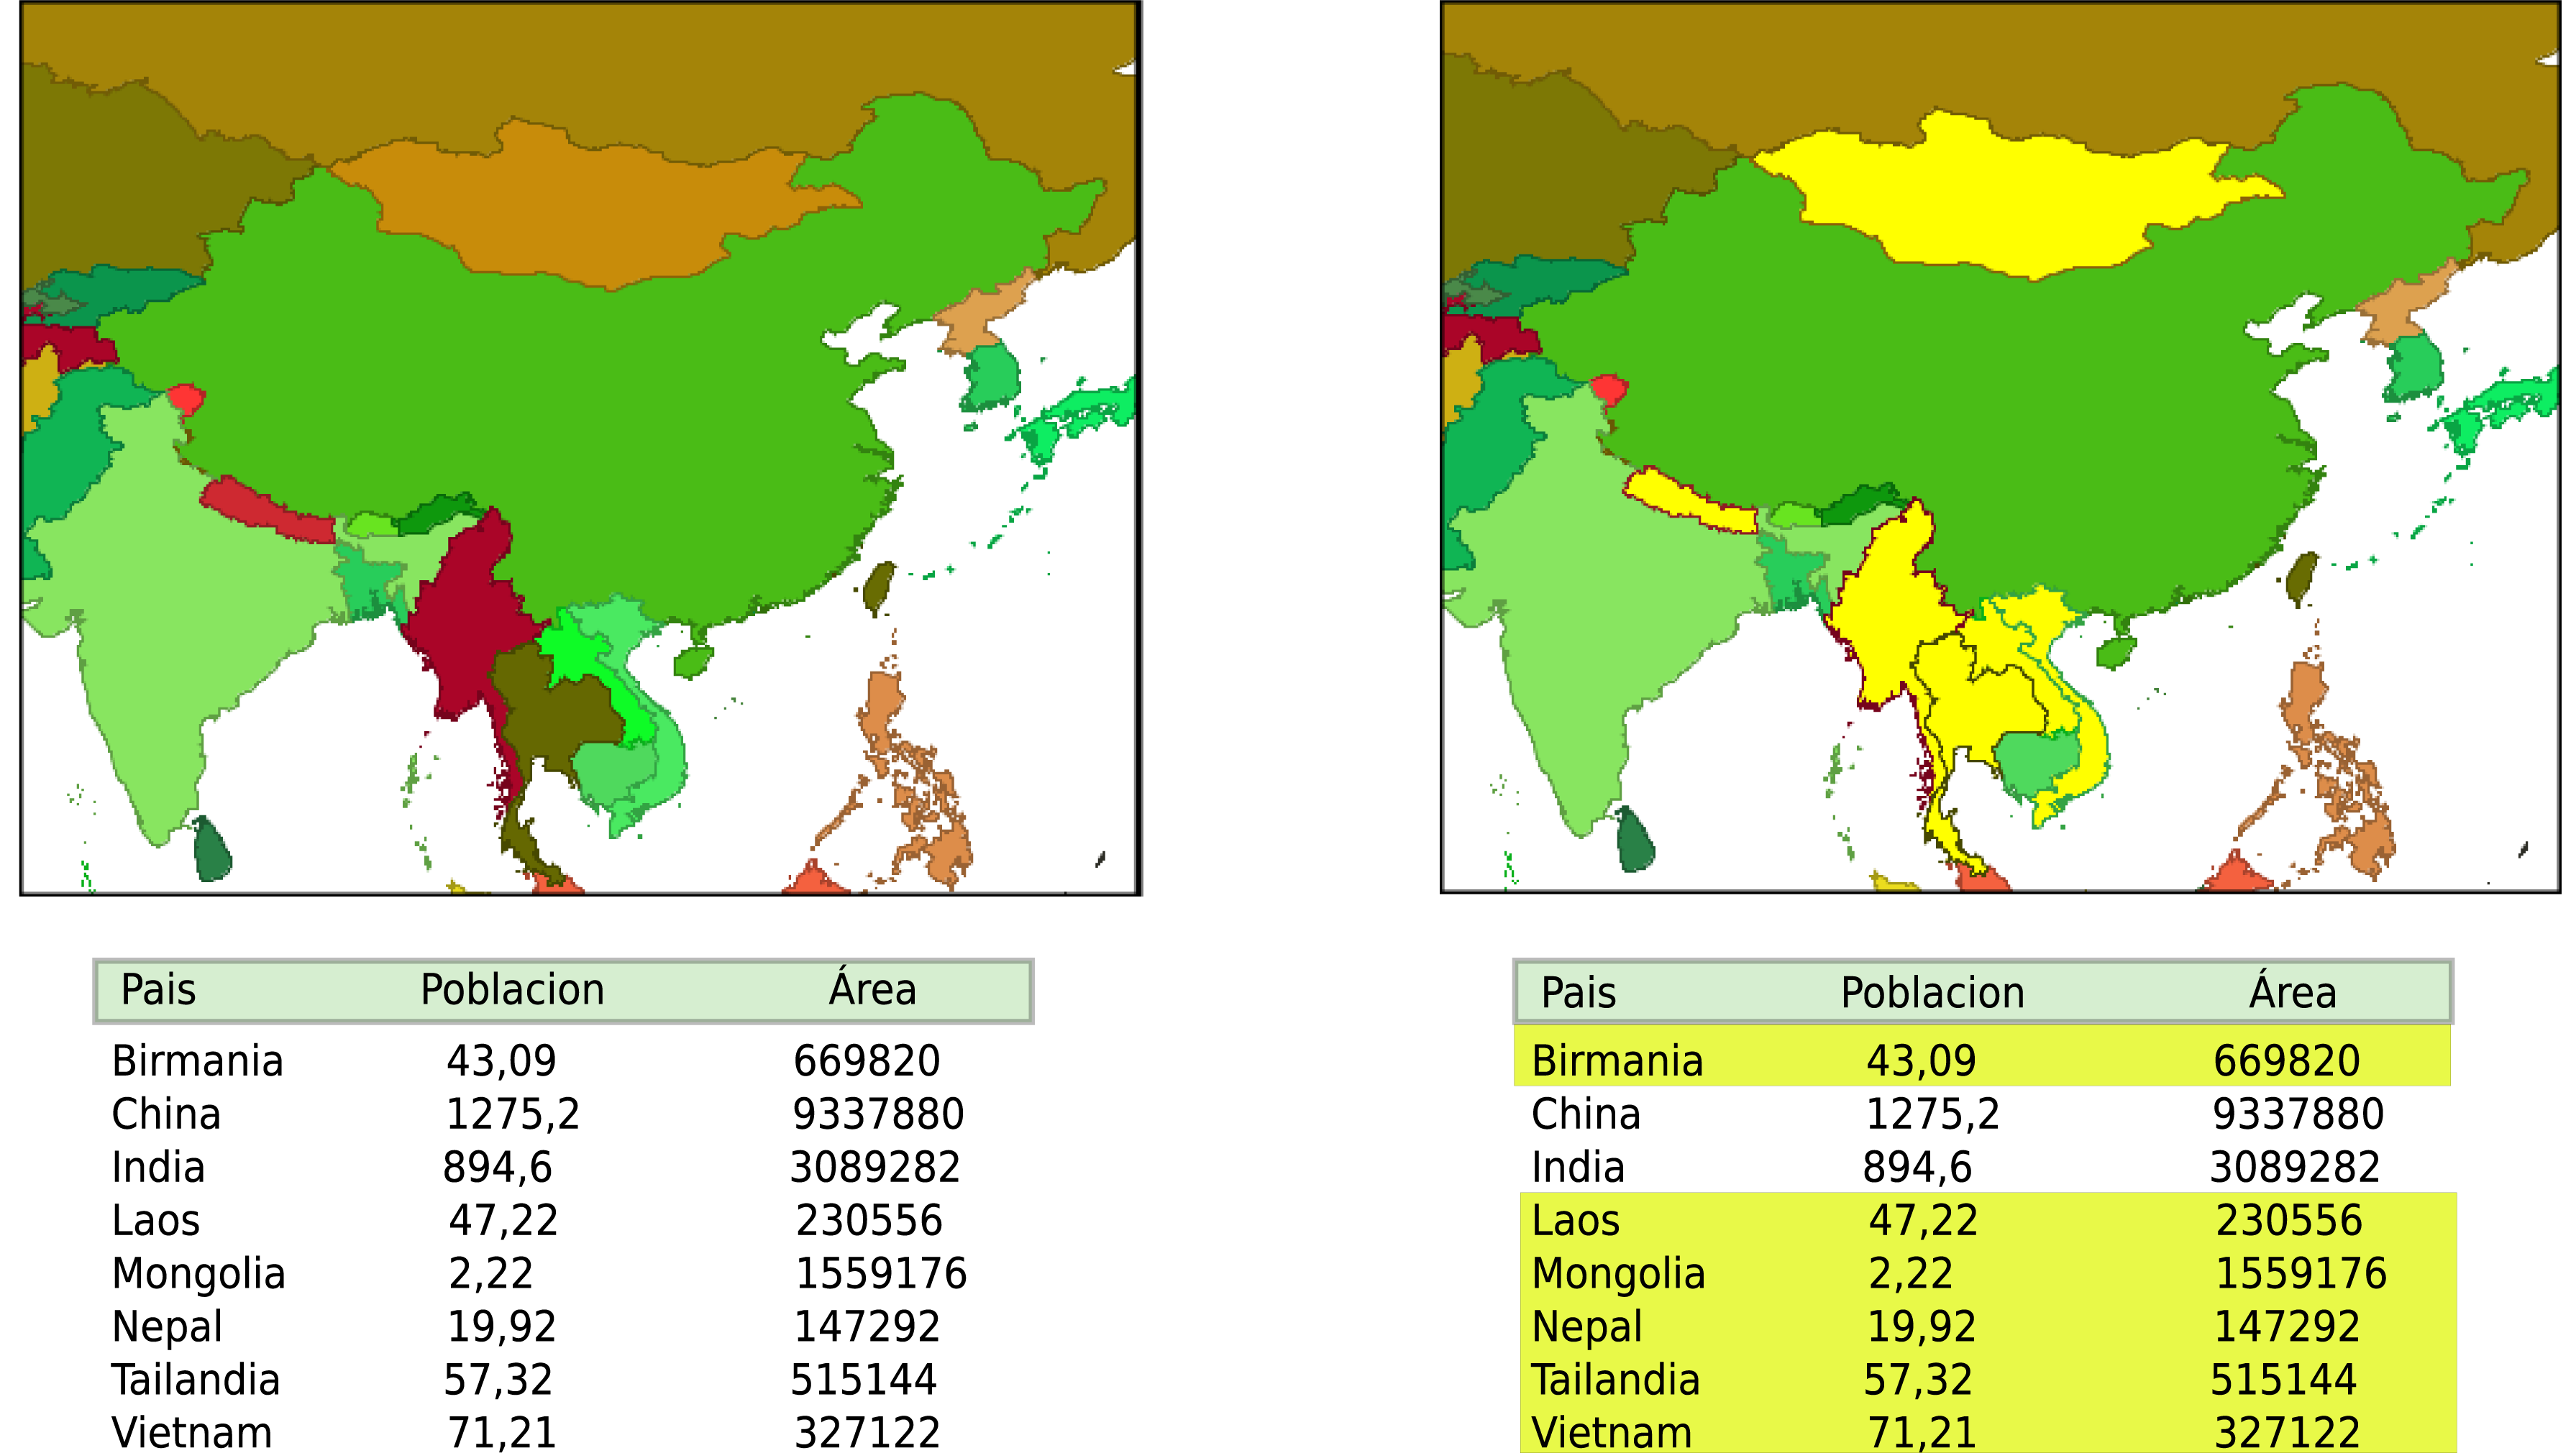 Pais Poblacion Área
Birmania 43,09 669820
China 1275,2 9337880
India 894,6 3089282
Laos 47,22 230556
Mongolia 2,22 1559176
Nepal 19,92 147292
Tailandia 57,32 515144
Vietnam 71,21 327122
Pais Poblacion Área
Birmania 43,09 669820
China 1275,2 9337880
India 894,6 3089282
Laos 47,22 230556
Mongolia 2,22 1559176
Nepal 19,92 147292
Tailandia 57,32 515144
Vietnam 71,21 327122